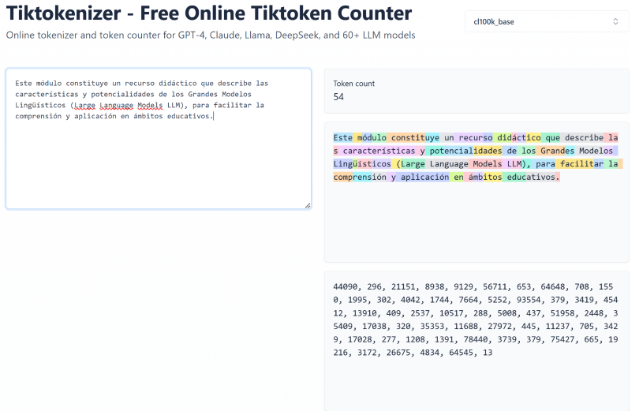 Tiktokenizer - Free Online Tiktoken Counter
Online tokenizer and token counter for GPT-4, Claude, Llama, DeepSeek, and 60+ LLM models
cl100k_base
Este módulo constituye un recurso didáctico que describe las
características y potencialidades de los Grandes Modelos
Lingüísticos (Large Language Models LLM), para facilitar la
comprensión y aplicación en ámbitos educativos.
Token count
54
Este módulo constituye un recurso didáctico que describe la
s características y potencialidades de los Grandes Modelos
Lingüísticos (Large Language Models LLM), para facilitar la
comprensión y aplicación en ámbitos educativos.
44090, 296, 21151, 8938, 9129, 56711, 653, 64648, 708, 155
0, 1995, 302, 4042, 1744, 7664, 5252, 93554, 379, 3419, 454
12, 13910, 409, 2537, 10517, 288, 5008, 437, 51958, 2448, 3
5409, 17038, 320, 35353, 11688, 27972, 445, 11237, 705, 342
9, 17028, 277, 1208, 1391, 78440, 3739, 379, 75427, 665, 19
216, 3172, 26675, 4834, 64545, 13